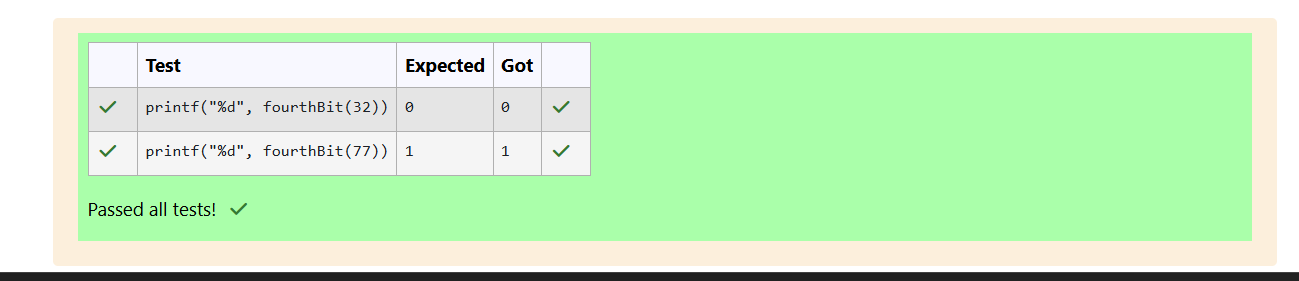 Test Expected Got
printf("%d", fourthBit(32)) 0 0
printf("%d", fourthBit(77)) 1 1
Passed all tests!